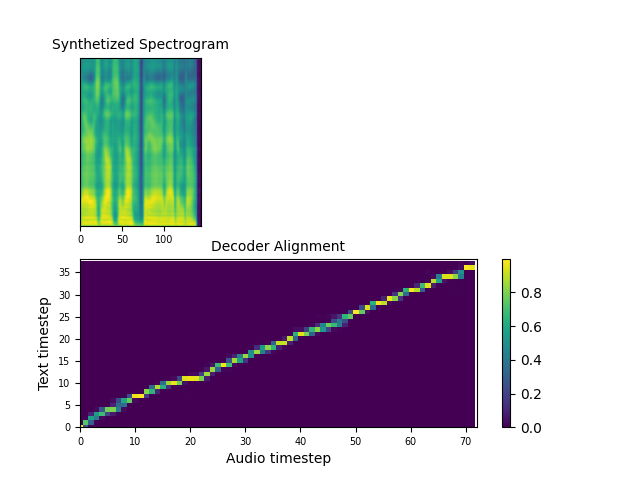 Synthetized Spectrogram
0 50 100
Decoder Alignment
35
30
25
20
15
10
5
0
Text timestep
0 10 20 30 40 50 60 70
Audio timestep
0.8
0.6
0.4
0.2
0.0